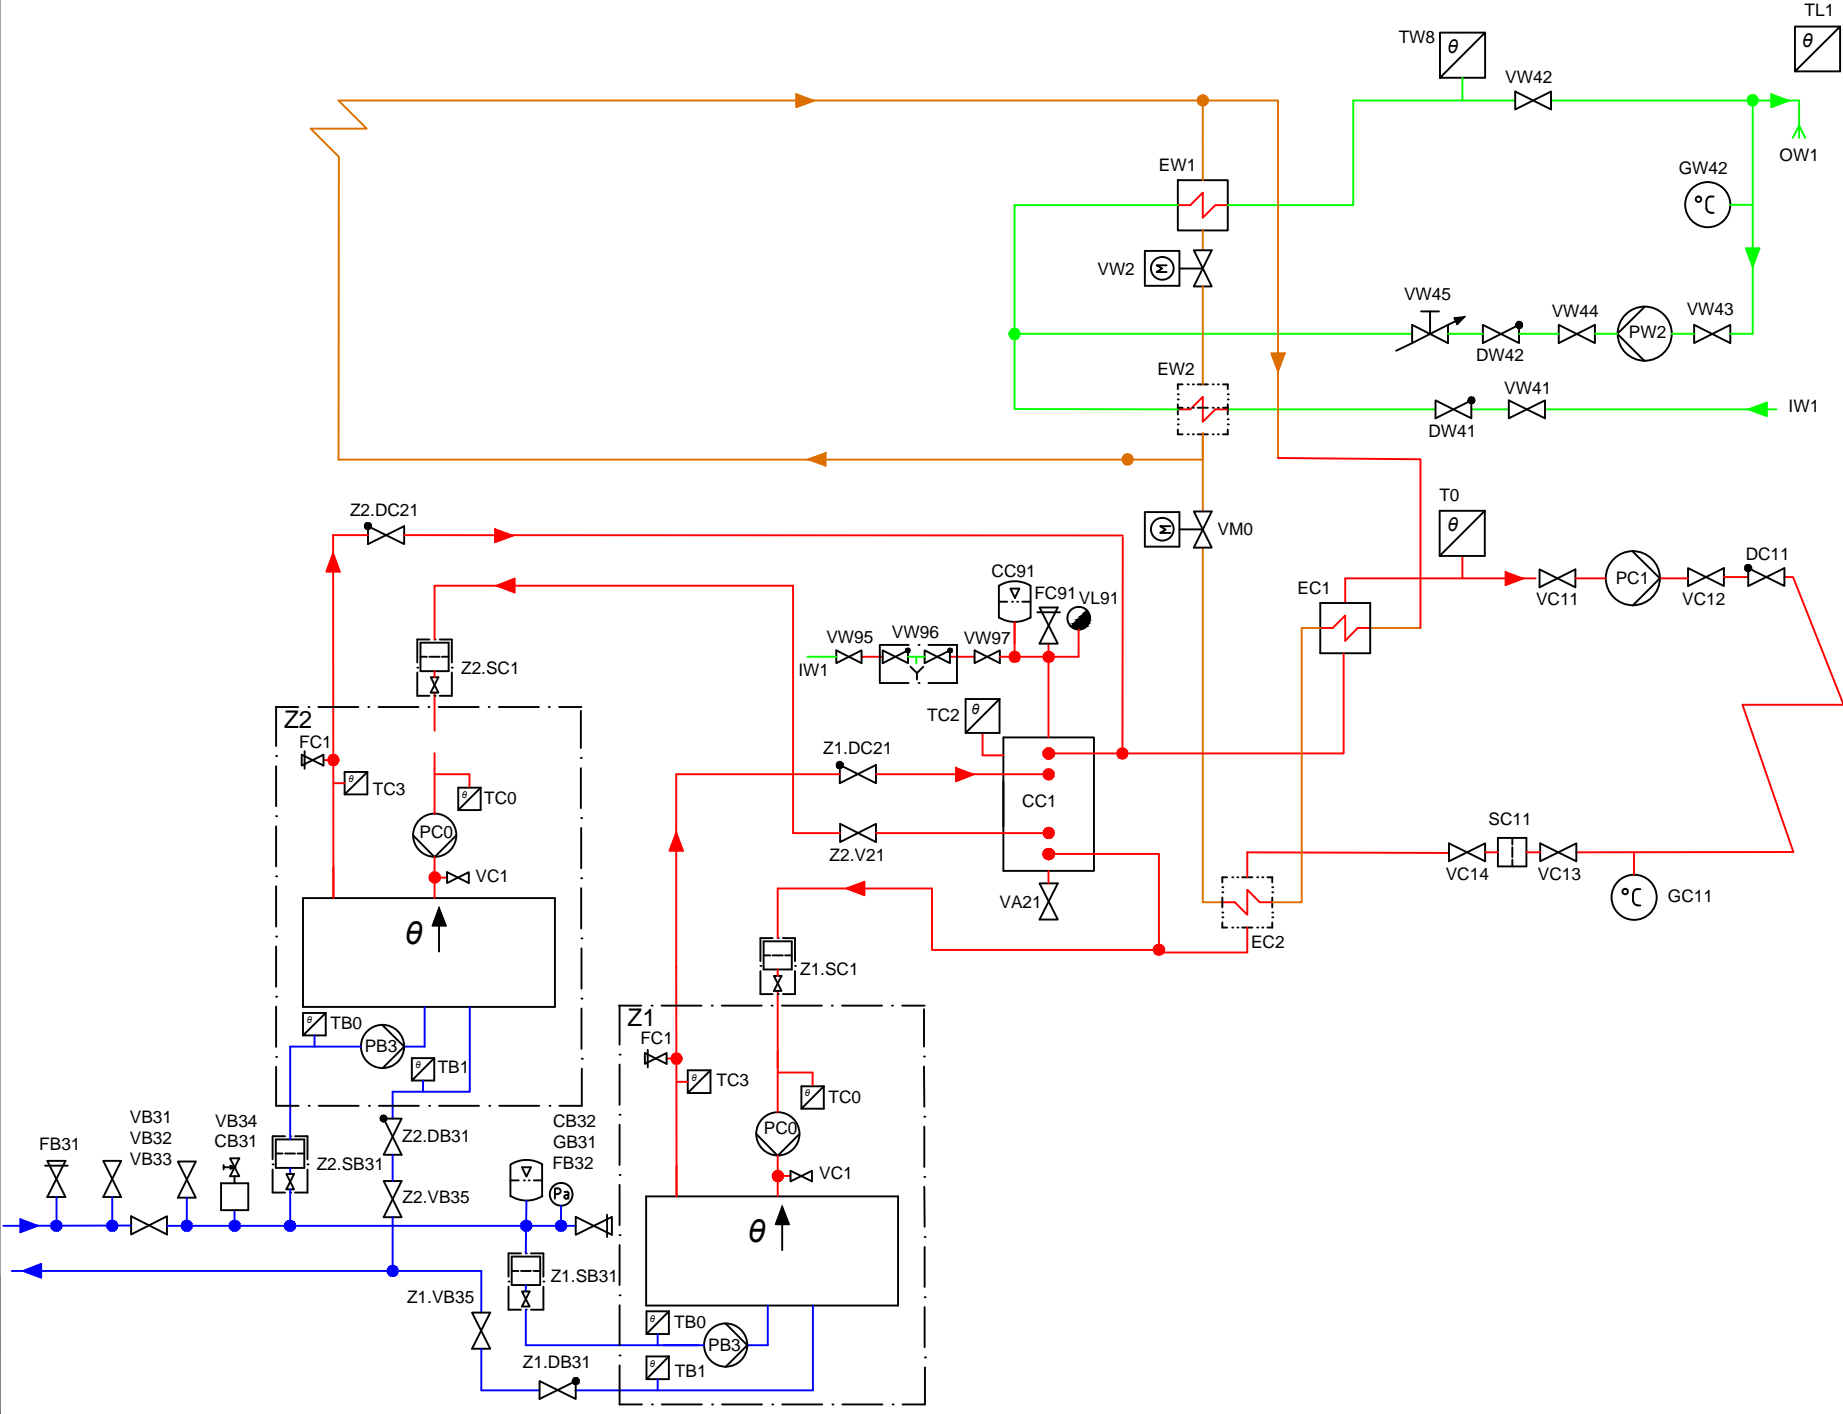 TL1
θ
TW8
θ
VW42
OW1
EW1
GW42
°C
VW2
M
VW45
VW44
VW43
PW2
DW42
EW2
VW41
IW1
DW41
Z2.DC21
T0
θ
M
VM0
DC11
CC91
FC91
VL91
EC1
VC11
PC1
VC12
VW95
VW96
VW97
IW1
Z2.SC1
Z2
FC1
TC2
θ
Z1.DC21
θ
TC3
θ
TC0
CC1
PC0
SC11
Z2.V21
VC1
VC14
VC13
VA21
GC11
°C
θ
EC2
Z1.SC1
Z1
θ
TB0
PB3
FC1
θ
TB1
θ
TC3
θ
TC0
VB31
VB32
VB33
VB34
CB31
CB32
GB31
FB32
FB31
Z2.DB31
PC0
Z2.SB31
VC1
Z2.VB35
Pa
θ
Z1.SB31
Z1.VB35
θ
TB0
PB3
Z1.DB31
θ
TB1